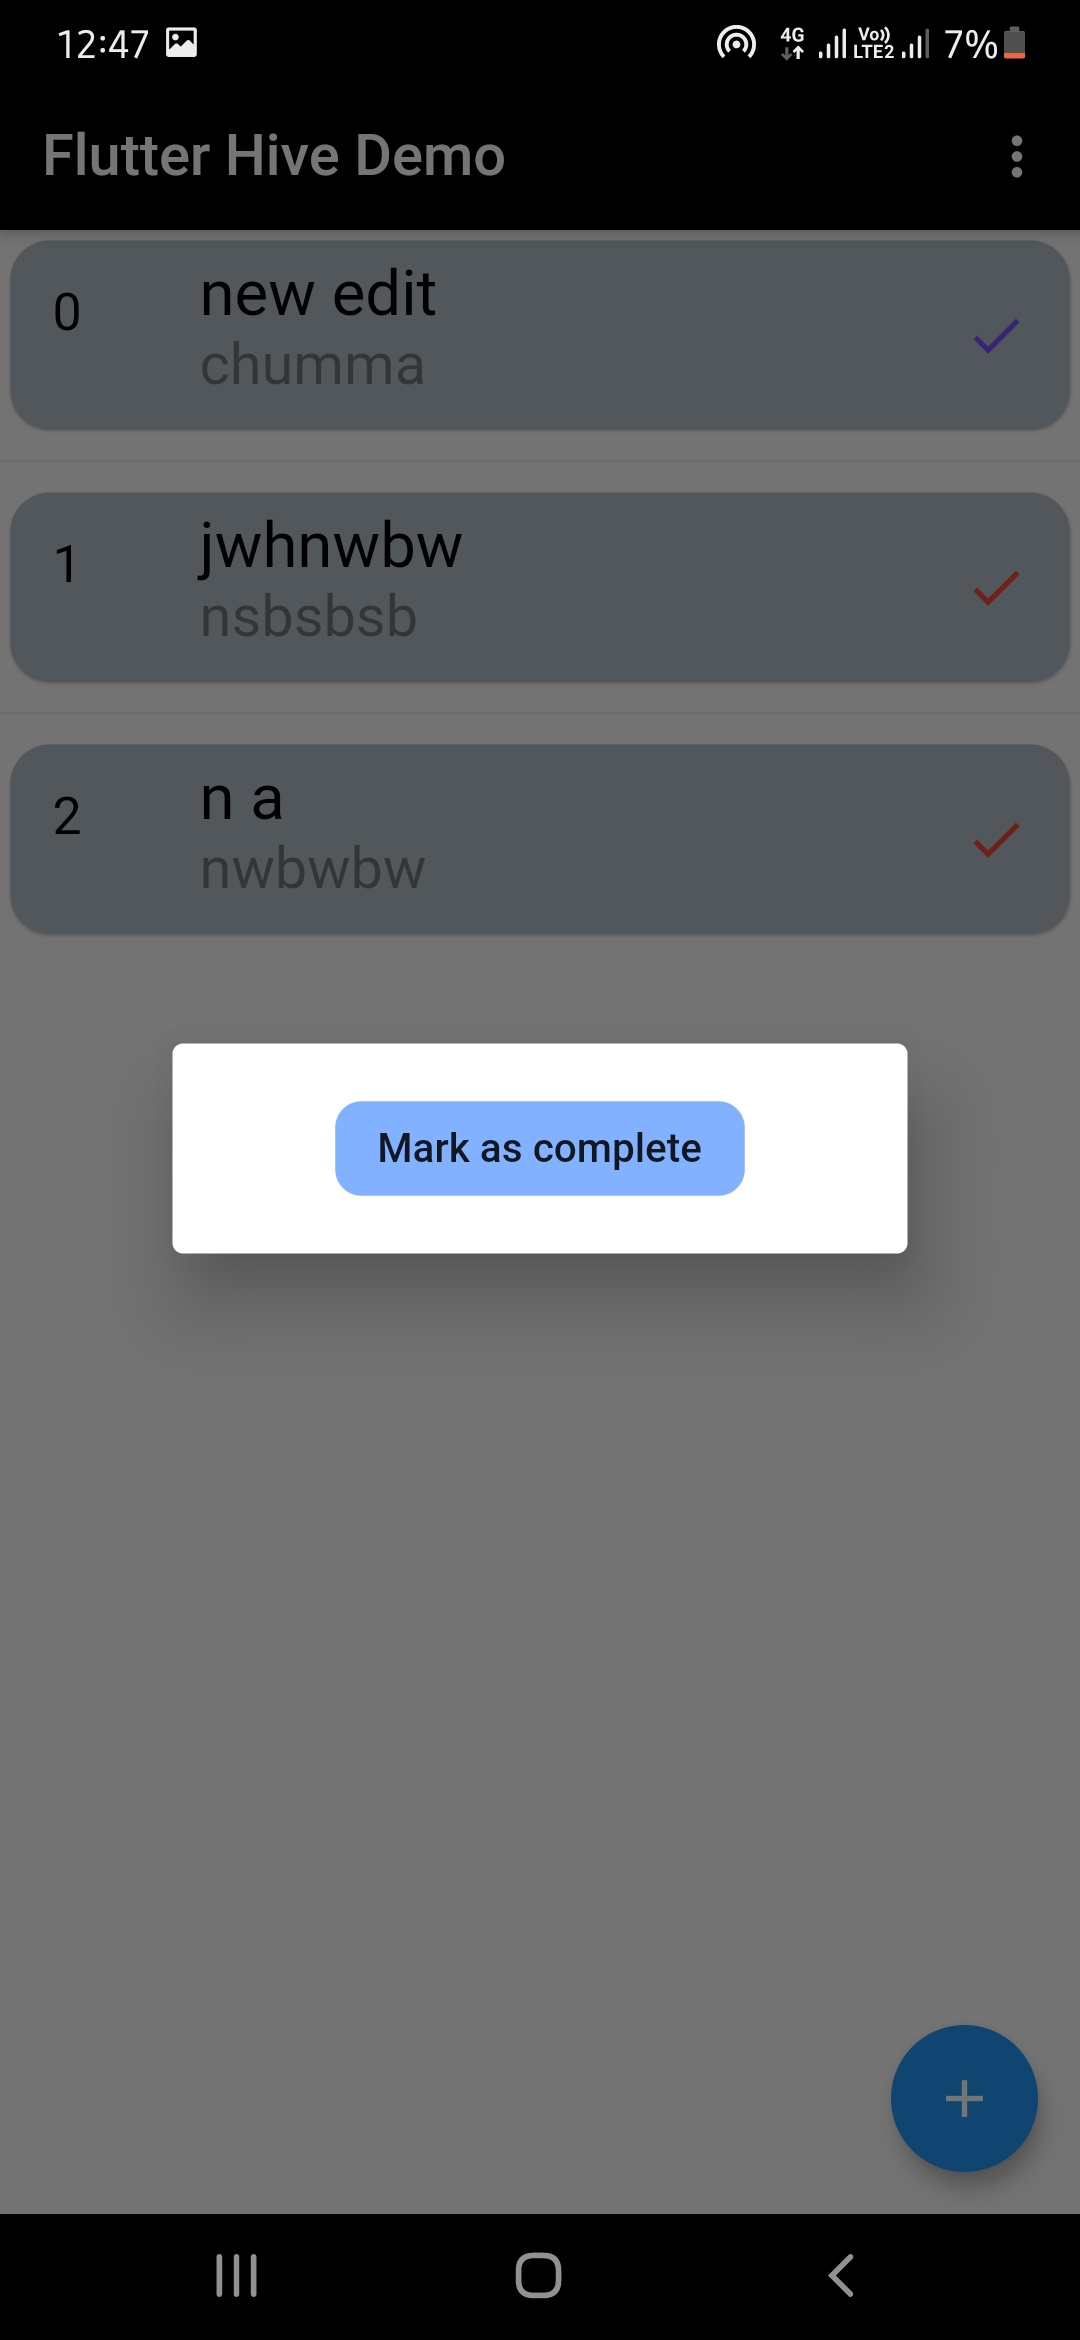 12:47 4G Vo)) LTE2 7%
Flutter Hive Demo
0 new edit
chumma
1 jwhnwbw
nsbsbsb
2 n a
nwbwbw
Mark as complete